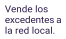 Vende los
excedentes a
la red local.